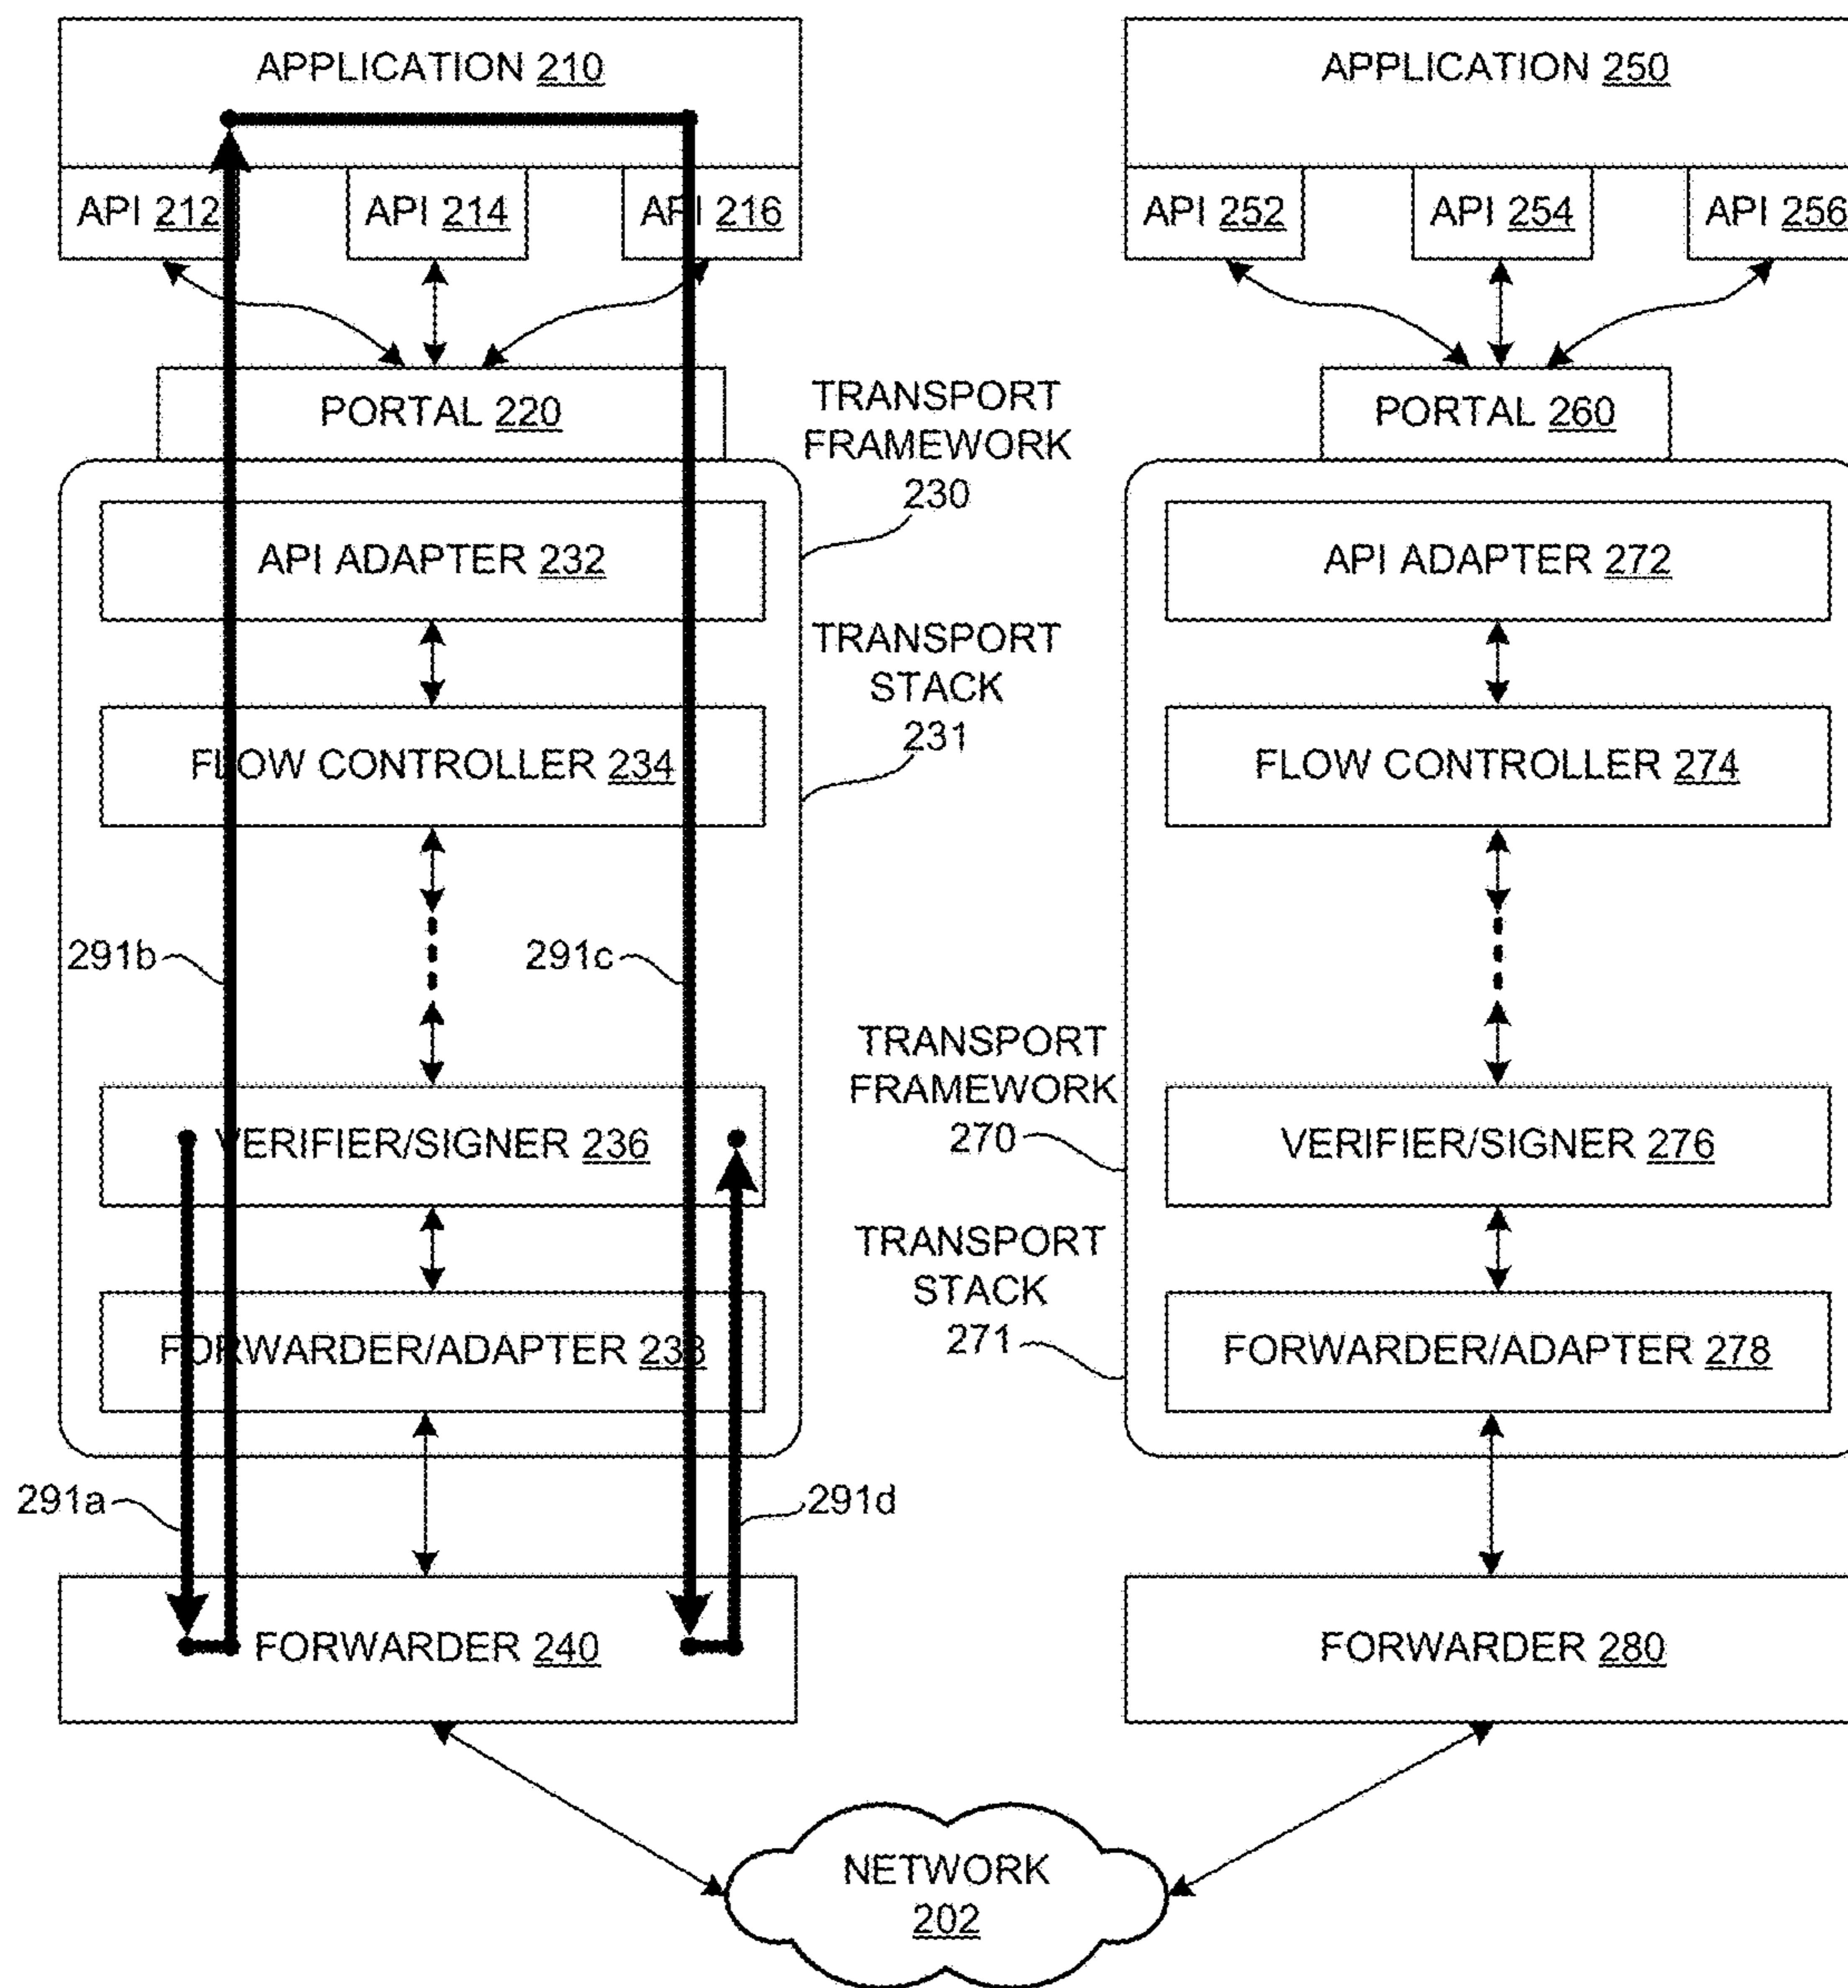 APPLICATION 210
API 212
API 214
API 216
PORTAL 220
TRANSPORT
FRAMEWORK
230
API ADAPTER 232
TRANSPORT
STACK
231
FLOW CONTROLLER 234
291b
291c
VERIFIER/SIGNER 236
FORWARDER/ADAPTER 238
291a
291d
FORWARDER 240
APPLICATION 250
API 252
API 254
API 256
PORTAL 260
API ADAPTER 272
FLOW CONTROLLER 274
TRANSPORT
FRAMEWORK
270
VERIFIER/SIGNER 276
TRANSPORT
STACK
271
FORWARDER/ADAPTER 278
FORWARDER 280
NETWORK
202